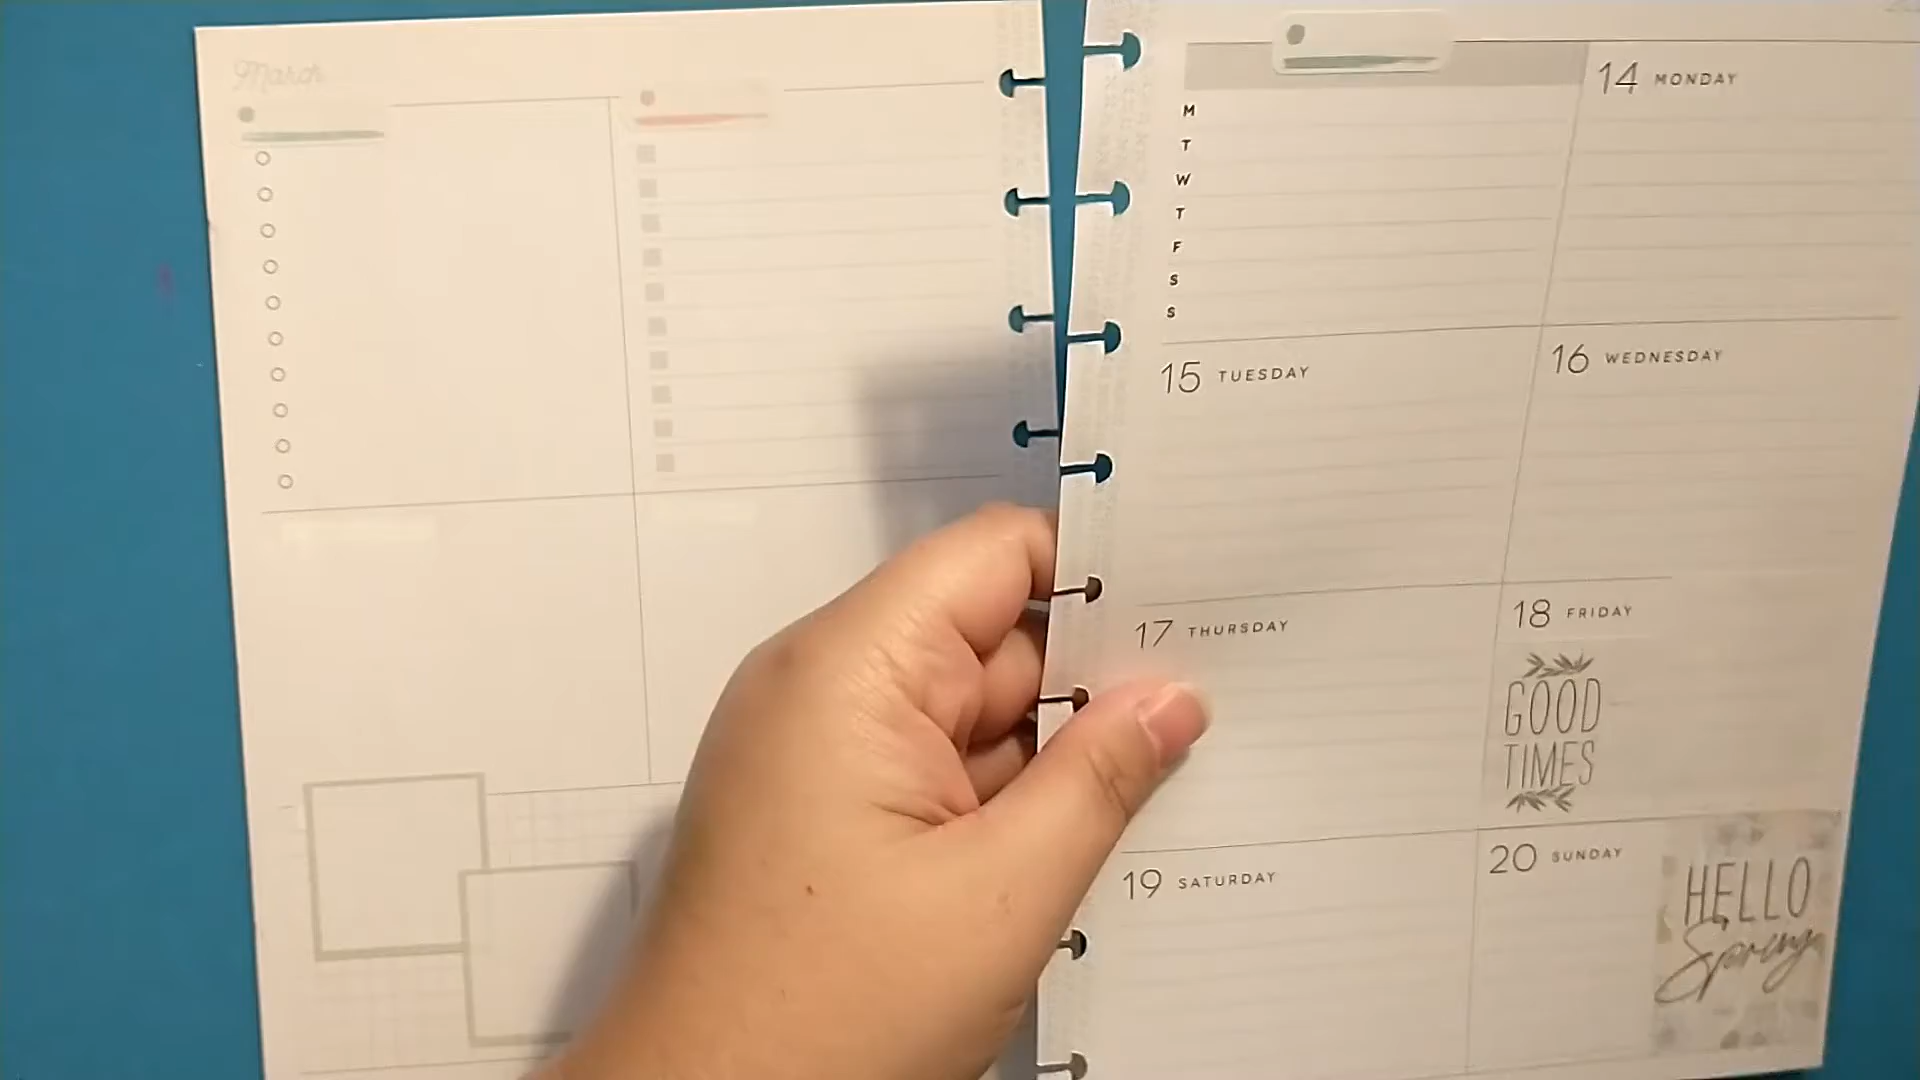 March
14 MONDAY
M
T
W
T
F
S
S
15 TUESDAY
16 WEDNESDAY
17 THURSDAY
18 FRIDAY
GOOD
TIMES
19 SATURDAY
20 SUNDAY
HELLO
Spring